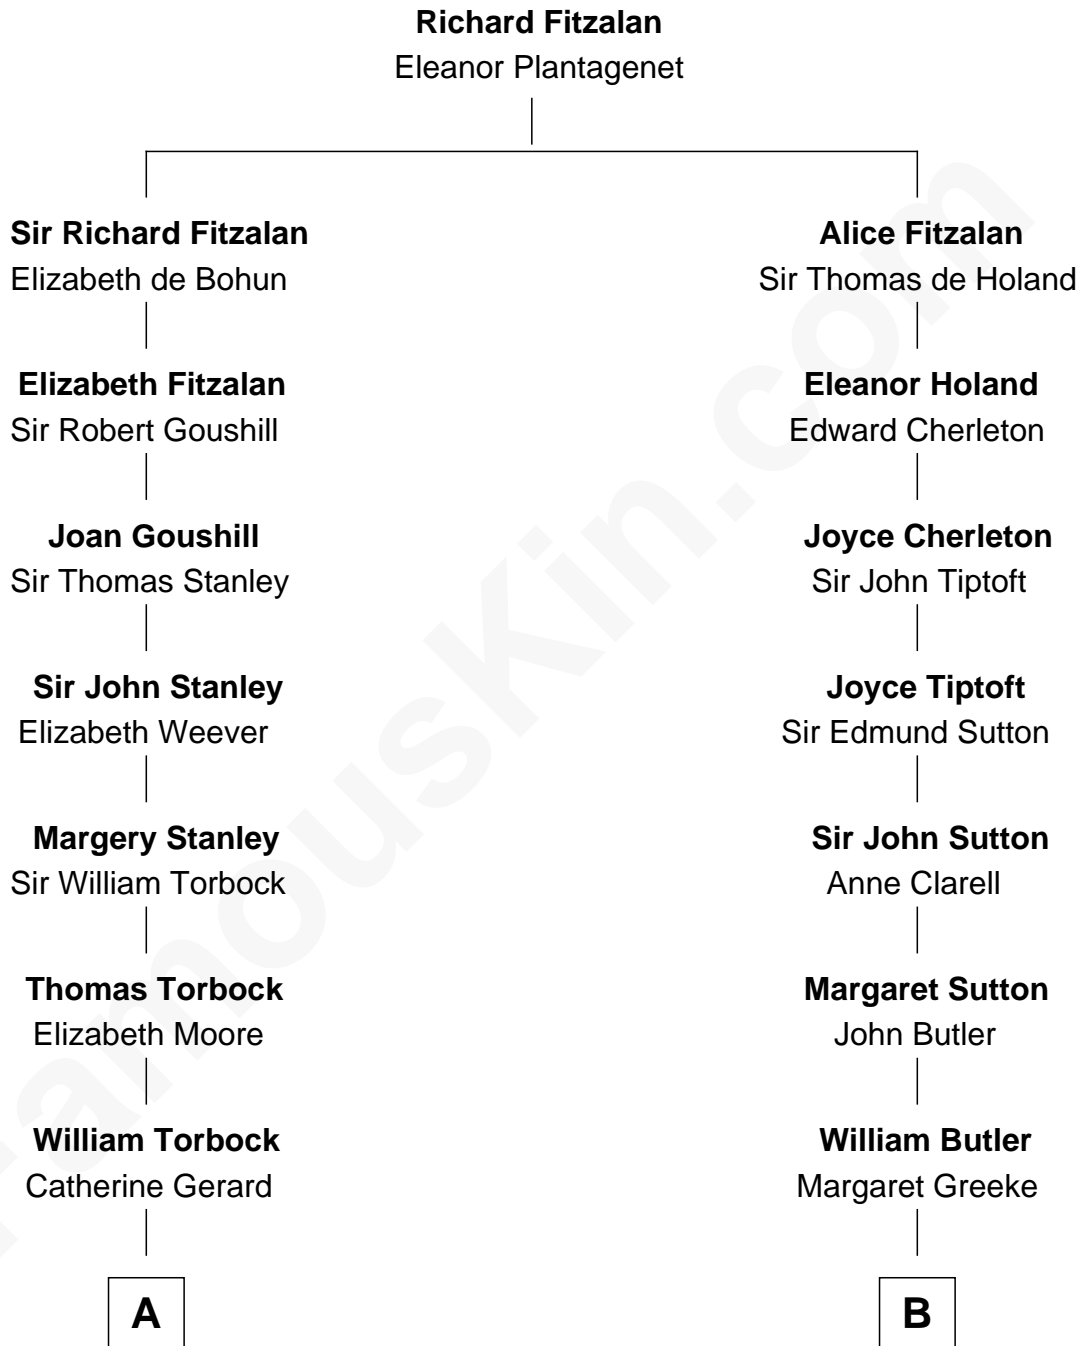 Richard Fitzalan
Eleanor Plantagenet
Sir Richard Fitzalan
Elizabeth de Bohun
Elizabeth Fitzalan
Sir Robert Goushill
Joan Goushill
Sir Thomas Stanley
Sir John Stanley
Elizabeth Weever
Margery Stanley
Sir William Torbock
Thomas Torbock
Elizabeth Moore
William Torbock
Catherine Gerard
A
Alice Fitzalan
Sir Thomas de Holand
Eleanor Holand
Edward Cherleton
Joyce Cherleton
Sir John Tiptoft
Joyce Tiptoft
Sir Edmund Sutton
Sir John Sutton
Anne Clarell
Margaret Sutton
John Butler
William Butler
Margaret Greeke
B
FamousKin.com